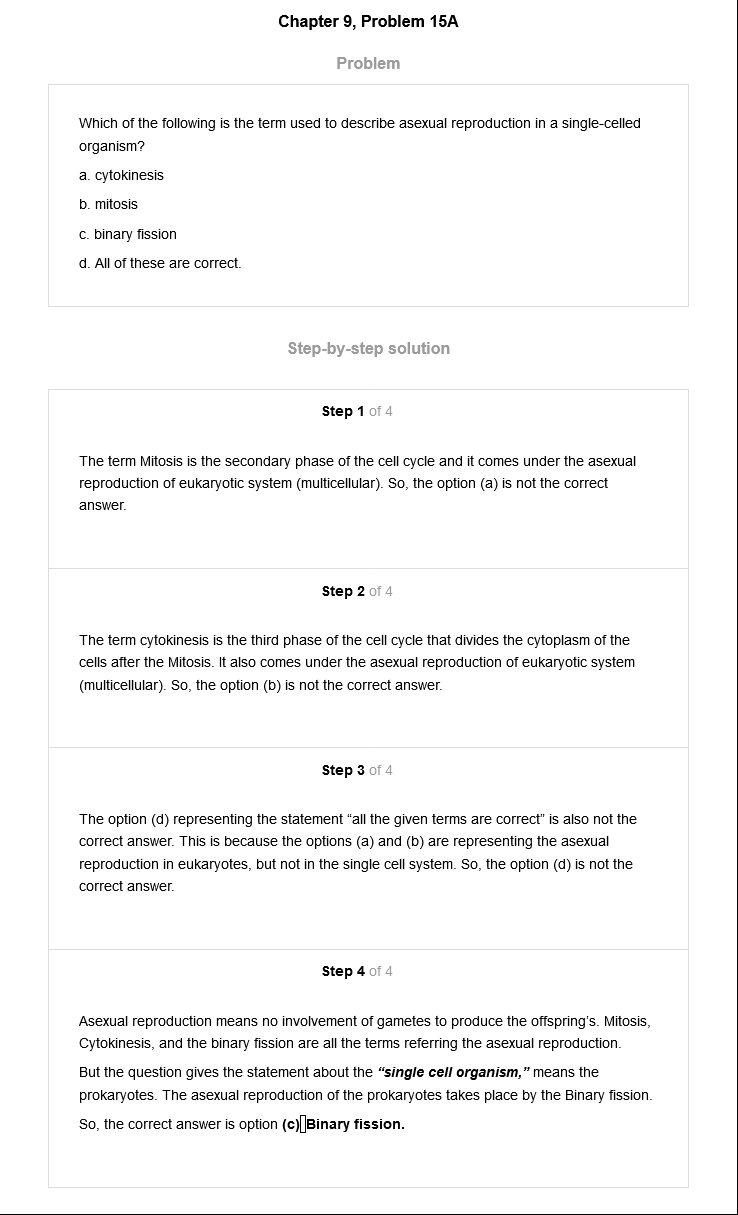 Chapter 9, Problem 15A
Problem
Which of the following is the term used to describe asexual reproduction in a single-celled
organism?
a. cytokinesis
b. mitosis
c. binary fission
d. All of these are correct.
Step-by-step solution
Step 1 of 4
The term Mitosis is the secondary phase of the cell cycle and it comes under the asexual
reproduction of eukaryotic system (multicellular). So, the option (a) is not the correct
answer.
Step 2 of 4
The term cytokinesis is the third phase of the cell cycle that divides the cytoplasm of the
cells after the Mitosis. It also comes under the asexual reproduction of eukaryotic system
(multicellular). So, the option (b) is not the correct answer.
Step 3 of 4
The option (d) representing the statement “all the given terms are correct” is also not the
correct answer. This is because the options (a) and (b) are representing the asexual
reproduction in eukaryotes, but not in the single cell system. So, the option (d) is not the
correct answer.
Step 4 of 4
Asexual reproduction means no involvement of gametes to produce the offspring’s. Mitosis,
Cytokinesis, and the binary fission are all the terms referring the asexual reproduction.
But the question gives the statement about the “single cell organism,” means the
prokaryotes. The asexual reproduction of the prokaryotes takes place by the Binary fission.
So, the correct answer is option (c) Binary fission.